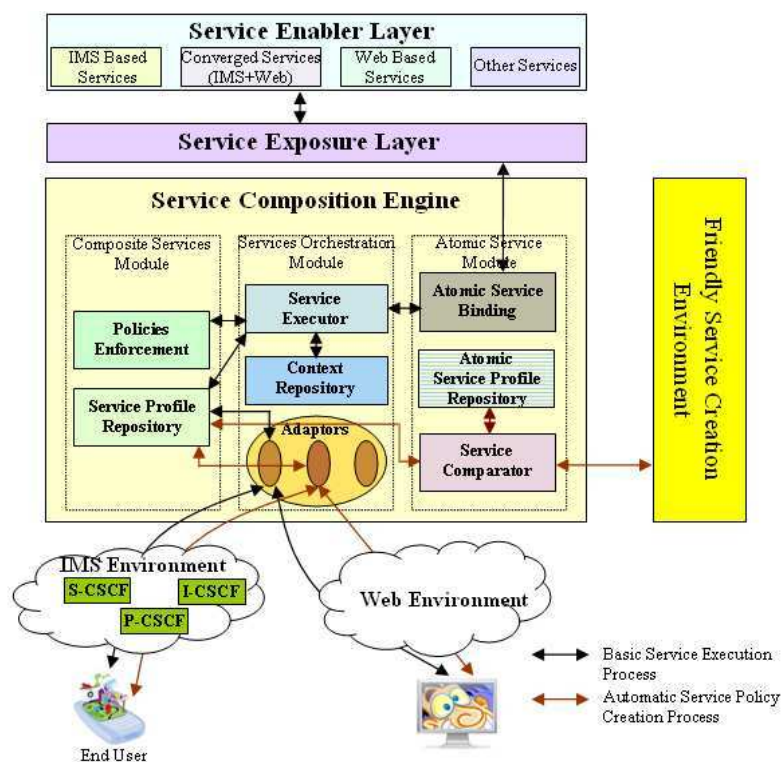 Service Enabler Layer
IMS Based
Services
Converged Services
(IMS+Web)
Web Based
Services
Other Services
Service Exposure Layer
Service Composition Engine
Composite Services
Module
Services Orchestration
Module
Atomic Service
Module
Policies
Enforcement
Service Profile
Repository
Service
Executor
Context
Repository
Adaptors
Atomic Service
Binding
Atomic
Service Profile
Repository
Service
Comparator
Friendly Service Creation
Environment
IMS Environment
S-CSCF
I-CSCF
P-CSCF
Web Environment
End User
Basic Service Execution
Process
Automatic Service Policy
Creation Process